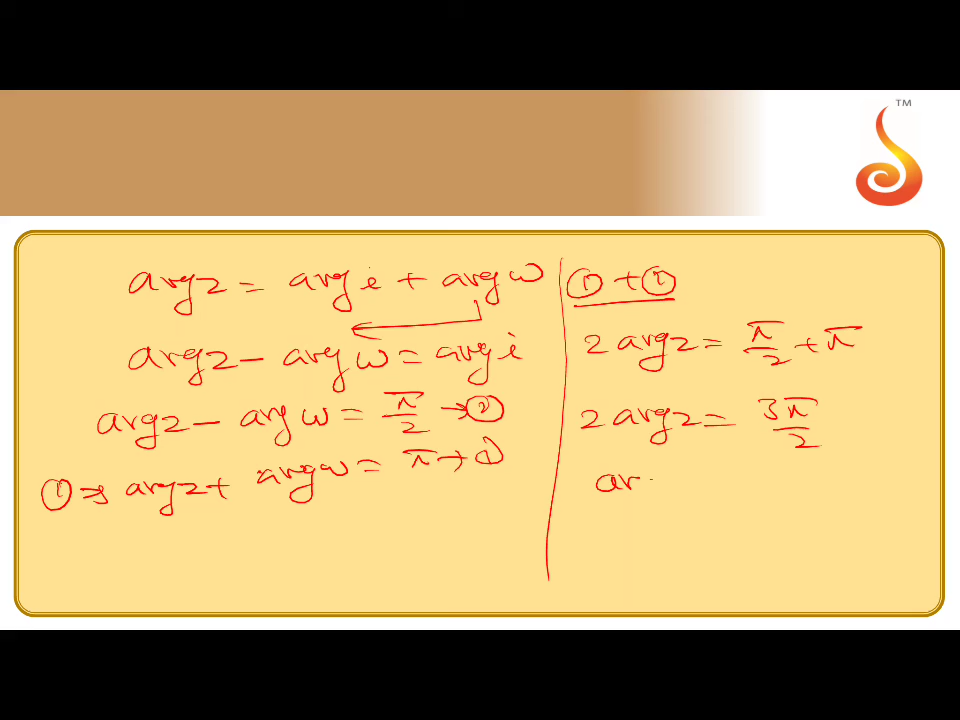 TM
arg z = arg i + arg ω
arg z - arg ω = arg i
arg z - arg ω = π/2 → ②
① ⇒ arg z + arg ω = π → ①
① + ②
2 arg z = π/2 + π
2 arg z = 3π/2
ar